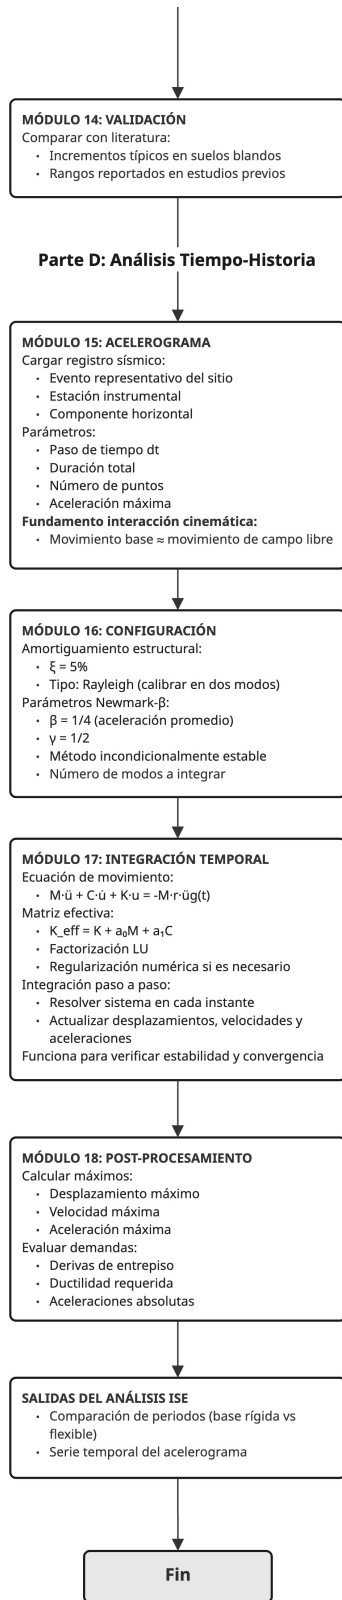 MÓDULO 14: VALIDACIÓN
Comparar con literatura:
· Incrementos típicos en suelos blandos
· Rangos reportados en estudios previos
Parte D: Análisis Tiempo-Historia
MÓDULO 15: ACELEROGRAMA
Cargar registro sísmico:
· Evento representativo del sitio
· Estación instrumental
· Componente horizontal
Parámetros:
· Paso de tiempo dt
· Duración total
· Número de puntos
· Aceleración máxima
Fundamento interacción cinemática:
· Movimiento base ≈ movimiento de campo libre
MÓDULO 16: CONFIGURACIÓN
Amortiguamiento estructural:
· ξ = 5%
· Tipo: Rayleigh (calibrar en dos modos)
Parámetros Newmark-β:
· β = 1/4 (aceleración promedio)
· γ = 1/2
· Método incondicionalmente estable
· Número de modos a integrar
MÓDULO 17: INTEGRACIÓN TEMPORAL
Ecuación de movimiento:
· M·ü + C·u̇ + K·u = -M·r·üg(t)
Matriz efectiva:
· K_eff = K + a₀M + a₁C
· Factorización LU
· Regularización numérica si es necesario
Integración paso a paso:
· Resolver sistema en cada instante
· Actualizar desplazamientos, velocidades y
aceleraciones
Funciona para verificar estabilidad y convergencia
MÓDULO 18: POST-PROCESAMIENTO
Calcular máximos:
· Desplazamiento máximo
· Velocidad máxima
· Aceleración máxima
Evaluar demandas:
· Derivas de entrepiso
· Ductilidad requerida
· Aceleraciones absolutas
SALIDAS DEL ANÁLISIS ISE
· Comparación de periodos (base rígida vs
flexible)
· Serie temporal del acelerograma
Fin